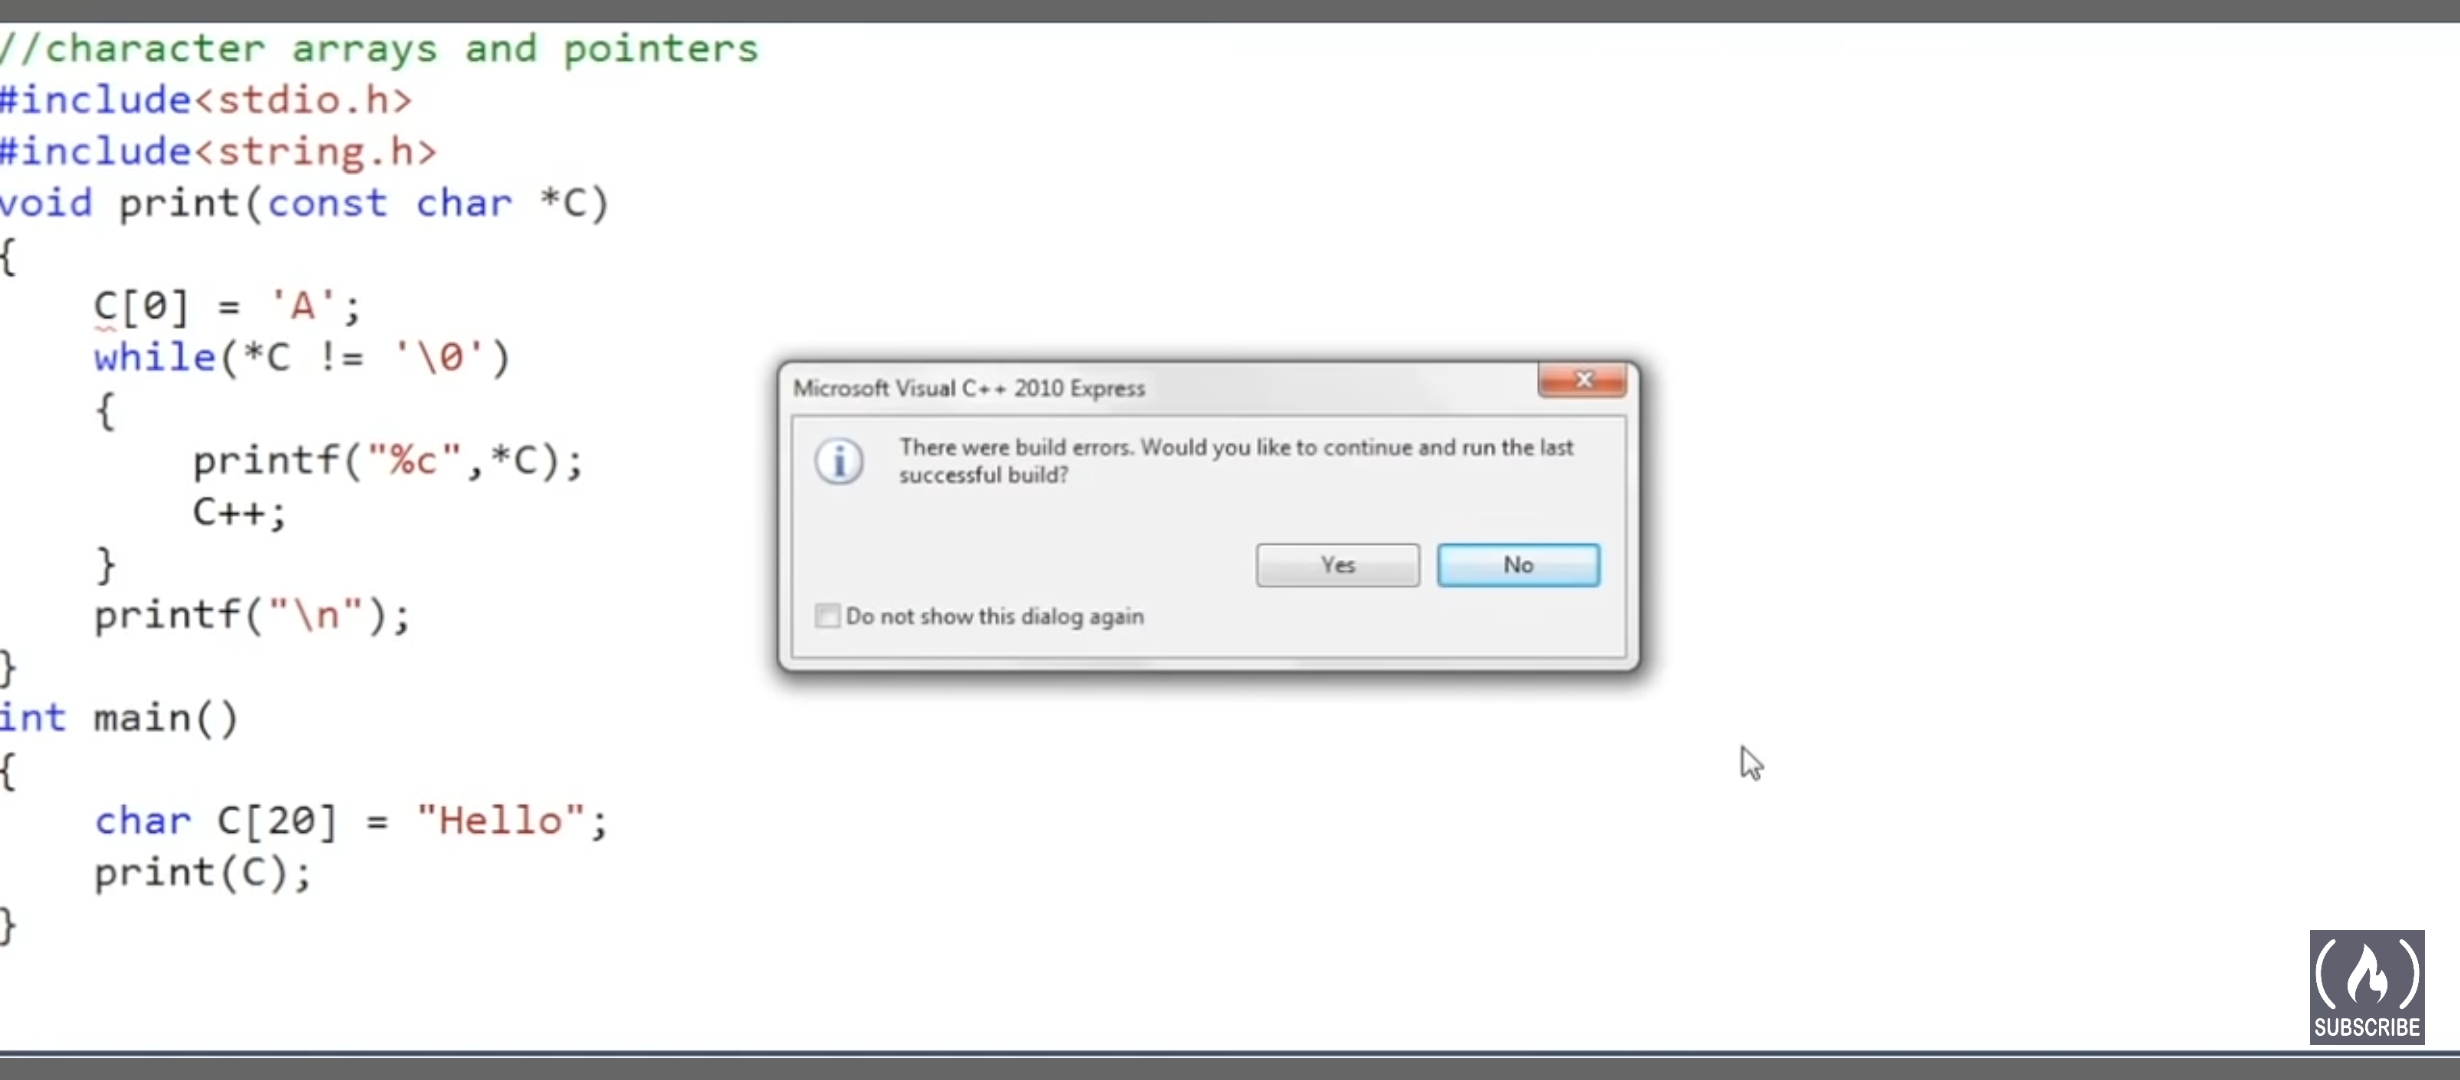 //character arrays and pointers
#include<stdio.h>
#include<string.h>
void print(const char *C)
{
    C[0] = 'A';
    while(*C != '\0')
    {
        printf("%c",*C);
        C++;
    }
    printf("\n");
}
int main()
{
    char C[20] = "Hello";
    print(C);
}
Microsoft Visual C++ 2010 Express
There were build errors. Would you like to continue and run the last
successful build?
Yes No
Do not show this dialog again
SUBSCRIBE